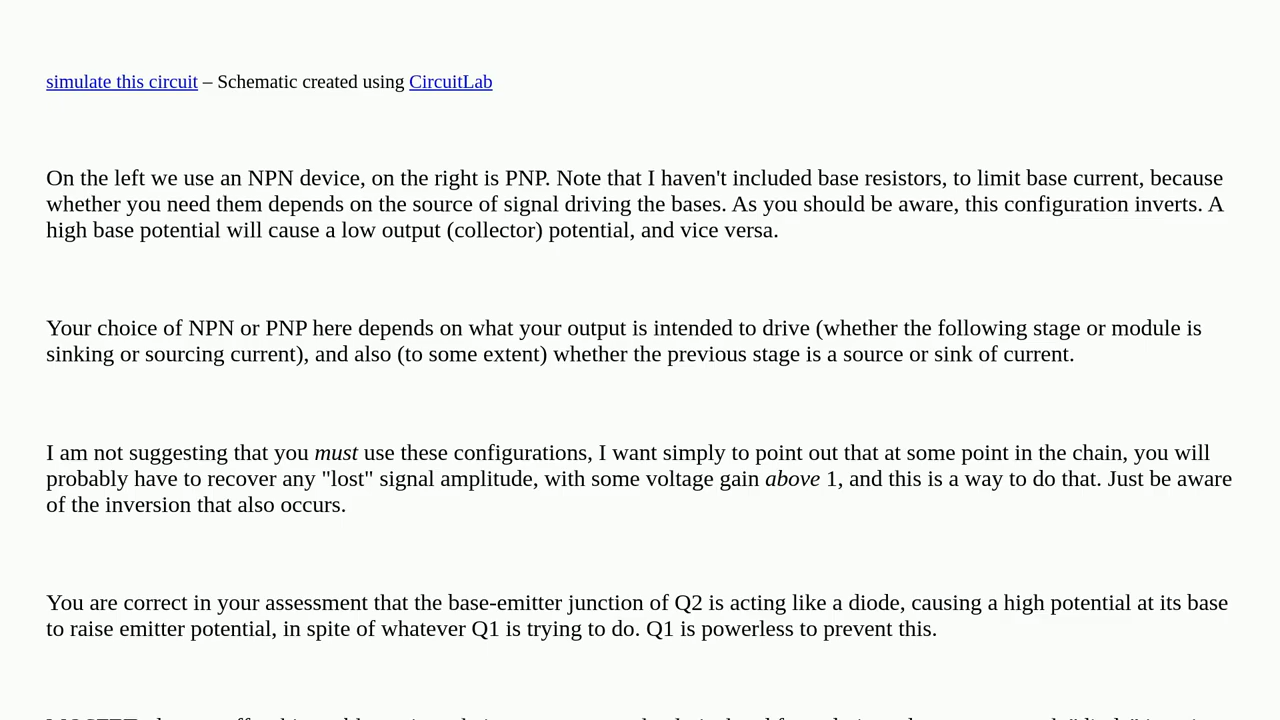 simulate this circuit – Schematic created using CircuitLab
On the left we use an NPN device, on the right is PNP. Note that I haven't included base resistors, to limit base current, because
whether you need them depends on the source of signal driving the bases. As you should be aware, this configuration inverts. A
high base potential will cause a low output (collector) potential, and vice versa.
Your choice of NPN or PNP here depends on what your output is intended to drive (whether the following stage or module is
sinking or sourcing current), and also (to some extent) whether the previous stage is a source or sink of current.
I am not suggesting that you must use these configurations, I want simply to point out that at some point in the chain, you will
probably have to recover any "lost" signal amplitude, with some voltage gain above 1, and this is a way to do that. Just be aware
of the inversion that also occurs.
You are correct in your assessment that the base-emitter junction of Q2 is acting like a diode, causing a high potential at its base
to raise emitter potential, in spite of whatever Q1 is trying to do. Q1 is powerless to prevent this.